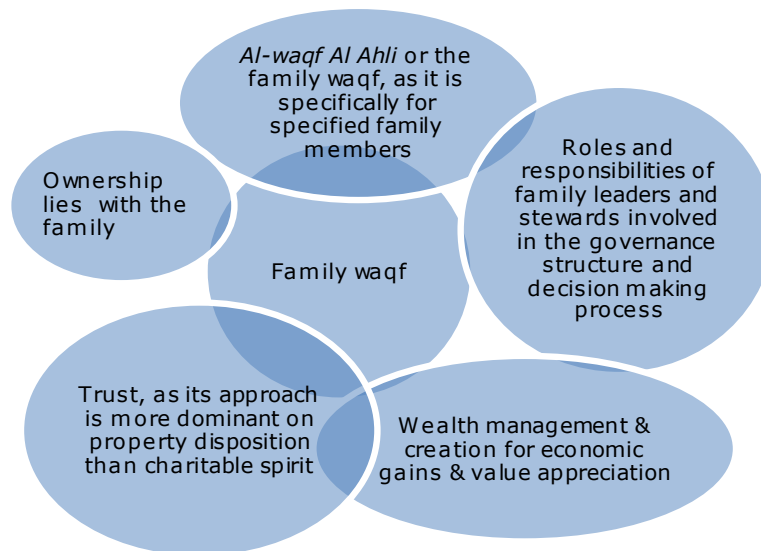 Al-waqf Al Ahli or the
family waqf, as it is
specifically for
specified family
members
Ownership
lies with the
family
Roles and
responsibilities of
family leaders and
stewards involved
in the governance
structure and
decision making
process
Family waqf
Trust, as its approach
is more dominant on
property disposition
than charitable spirit
Wealth management &
creation for economic
gains & value appreciation